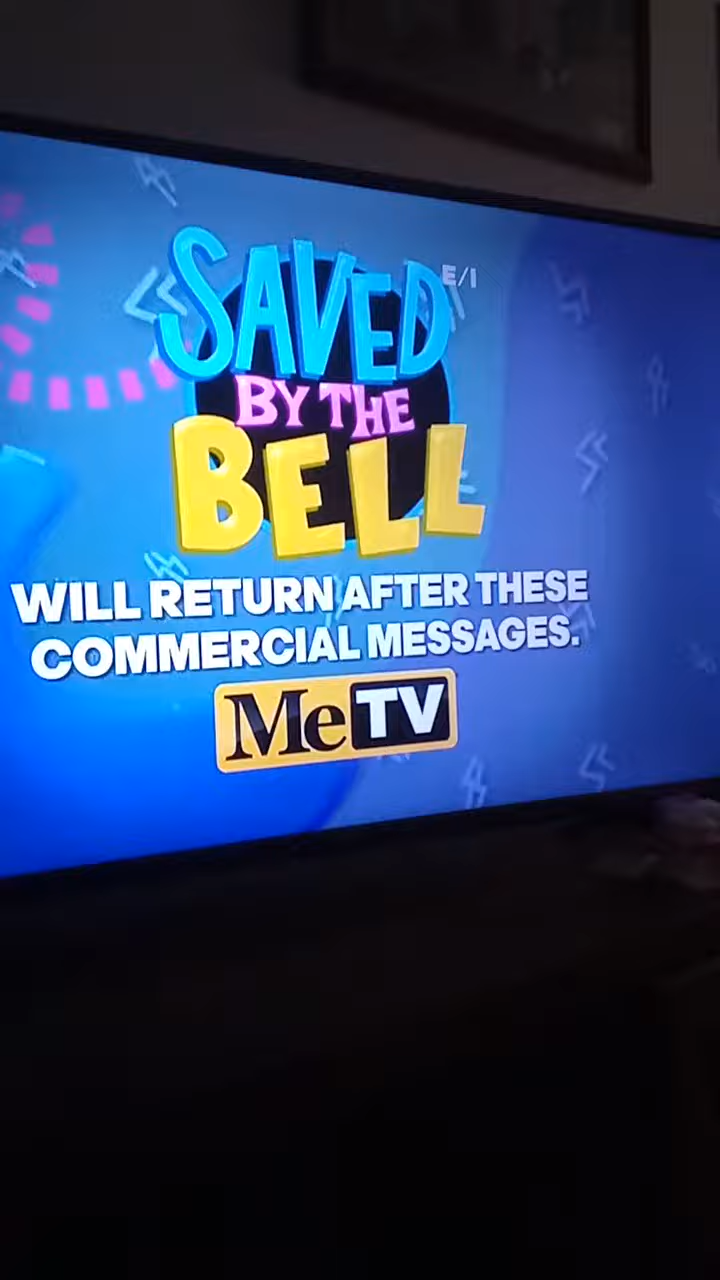 SAVED
E/I
BY THE
BELL
WILL RETURN AFTER THESE
COMMERCIAL MESSAGES.
MeTV